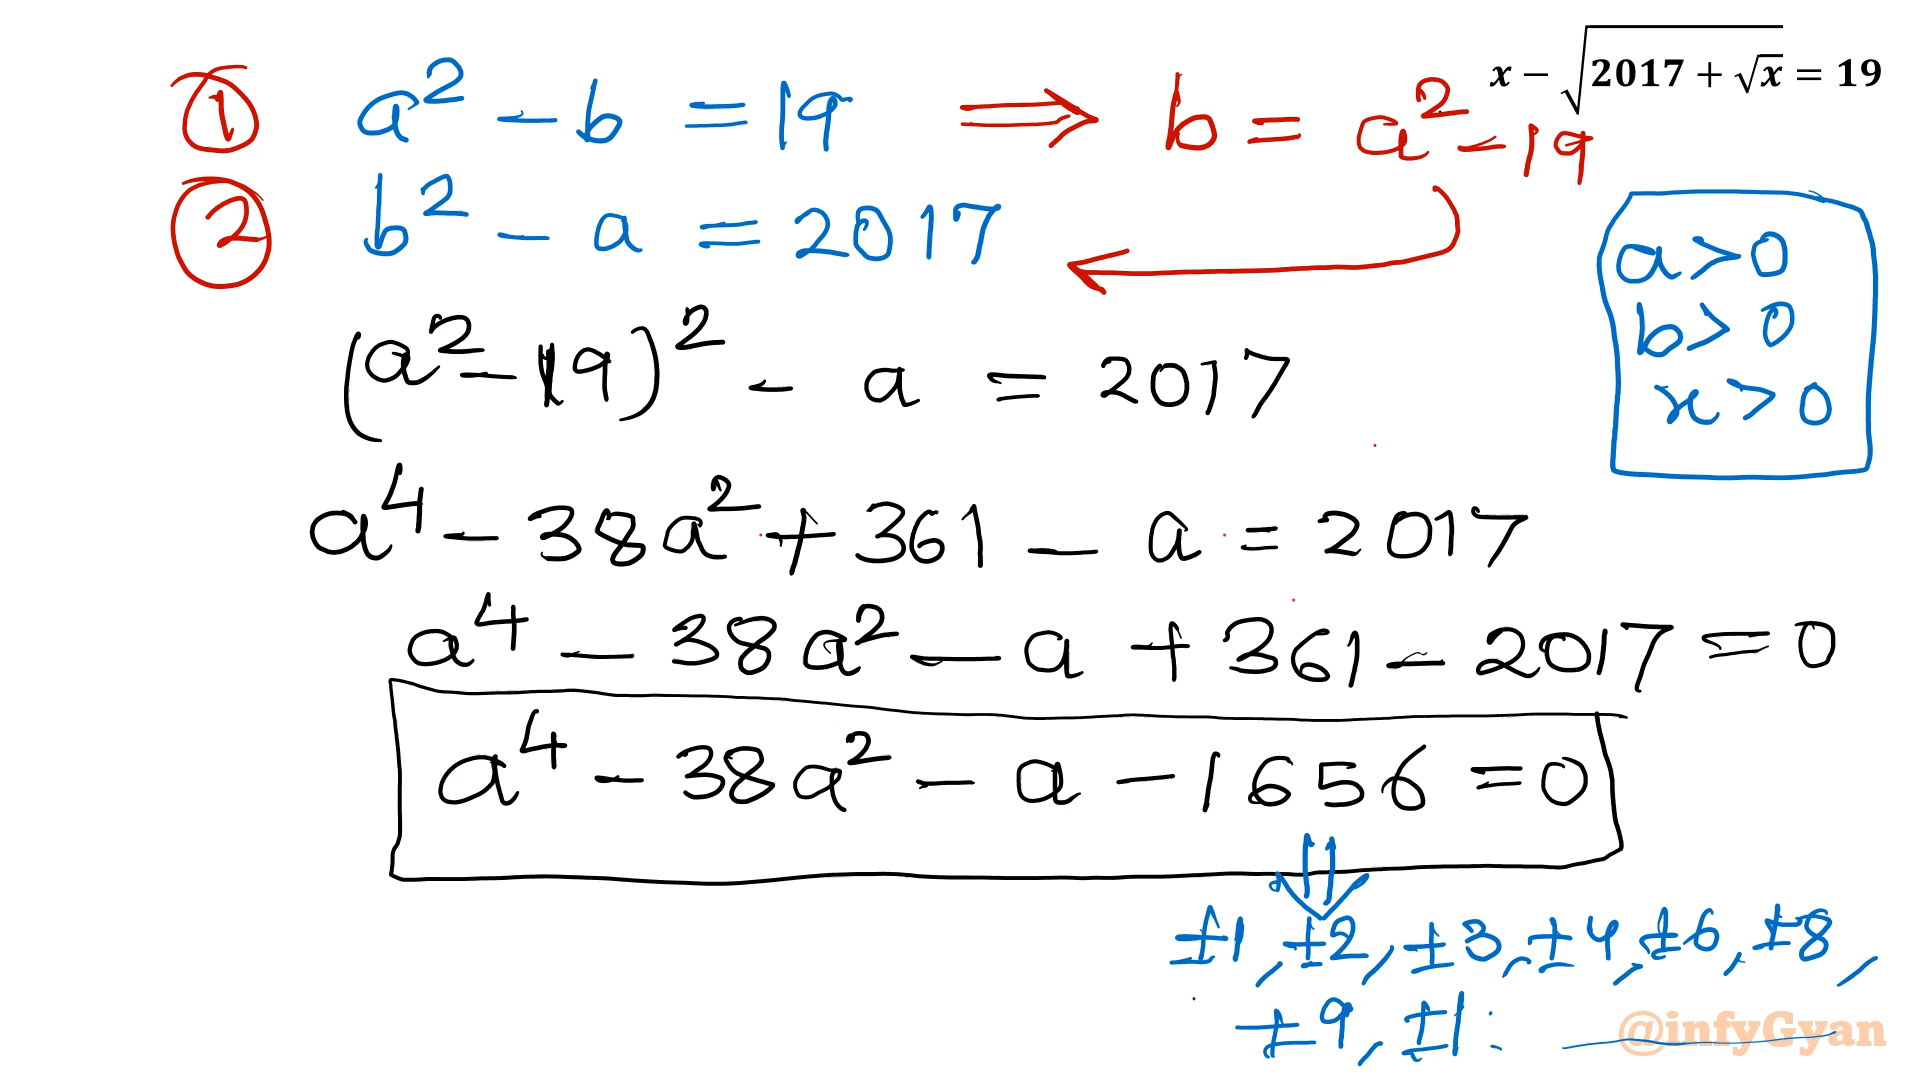 x − √(2017 + √x) = 19
① a² − b = 19 ⟹ b = a² − 19
② b² − a = 2017
a > 0
b > 0
x > 0
(a² − 19)² − a = 2017
a⁴ − 38a² + 361 − a = 2017
a⁴ − 38a² − a + 361 − 2017 = 0
a⁴ − 38a² − a − 1656 = 0
±1, ±2, ±3, ±4, ±6, ±8,
±9, ±1
@infyGyan